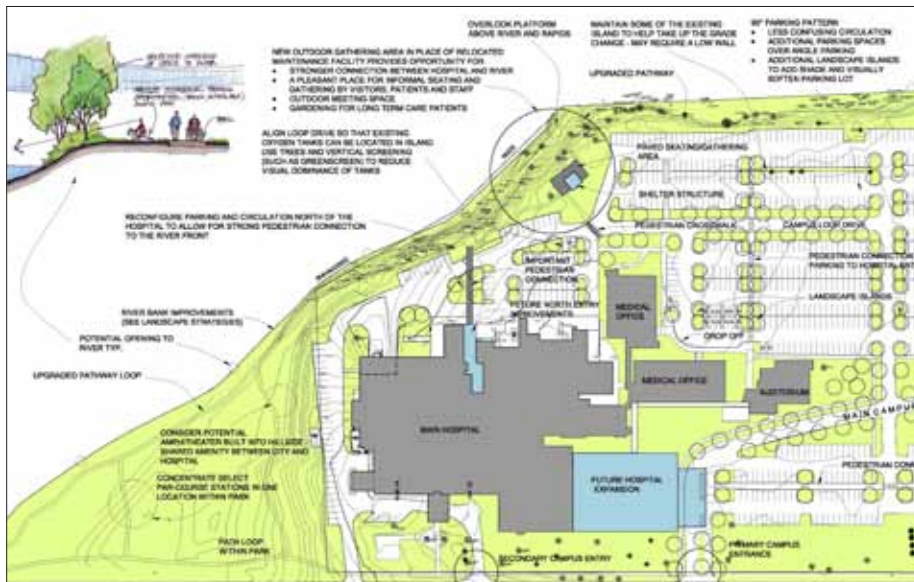 OVERLOOK PLATFORM
ABOVE RIVER AND RAPIDS
MAINTAIN SOME OF THE EXISTING
ISLAND TO HELP TAKE UP THE GRADE
CHANGE - MAY REQUIRE A LOW WALL
90° PARKING PATTERN
• LESS CONFUSING CIRCULATION
• ADDITIONAL PARKING SPACES
OVER ANGLE PARKING
• ADDITIONAL LANDSCAPE ISLANDS
TO ADD SHADE AND VISUALLY
SOFTEN PARKING LOT
NEW OUTDOOR GATHERING AREA IN PLACE OF RELOCATED
MAINTENANCE FACILITY PROVIDES OPPORTUNITY FOR
• STRONGER CONNECTION BETWEEN HOSPITAL AND RIVER
• A PLEASANT PLACE FOR INFORMAL SEATING AND
GATHERING BY VISITORS, PATIENTS AND STAFF
• OUTDOOR MEETING SPACE
• GARDENING FOR LONG TERM CARE PATIENTS
UPGRADED PATHWAY
ALIGN LOOP DRIVE SO THAT EXISTING
OXYGEN TANKS CAN BE LOCATED IN ISLAND.
USE TREES AND VERTICAL SCREENING
(SUCH AS GREENSCREEN) TO REDUCE
VISUAL DOMINANCE OF TANKS
PAVED SEATING/GATHERING
AREA
SHELTER STRUCTURE
RECONFIGURE PARKING AND CIRCULATION NORTH OF THE
HOSPITAL TO ALLOW FOR STRONG PEDESTRIAN CONNECTION
TO THE RIVER FRONT
PEDESTRIAN CROSSWALK
CAMPUS LOOP DRIVE
IMPORTANT
PEDESTRIAN
CONNECTION
PEDESTRIAN CONNECTION
PARKING TO HOSPITAL ENT
RIVER BANK IMPROVEMENTS
(SEE LANDSCAPE STRATEGIES)
FUTURE NORTH ENTRY
IMPROVEMENTS
MEDICAL
OFFICE
LANDSCAPE ISLANDS
POTENTIAL OPENING TO
RIVER TYP.
DROP OFF
UPGRADED PATHWAY LOOP
MEDICAL OFFICE
AUDITORIUM
MAIN CAMPUS
CONSIDER POTENTIAL
AMPHITHEATER BUILT INTO HILLSIDE -
SHARED AMENITY BETWEEN CITY AND
HOSPITAL
MAIN HOSPITAL
PEDESTRIAN CONN
CONCENTRATE SELECT
PAR-COURSE STATIONS IN ONE
LOCATION WITHIN PARK
FUTURE HOSPITAL
EXPANSION
PATH LOOP
WITHIN PARK
SECONDARY CAMPUS ENTRY
PRIMARY CAMPUS
ENTRANCE